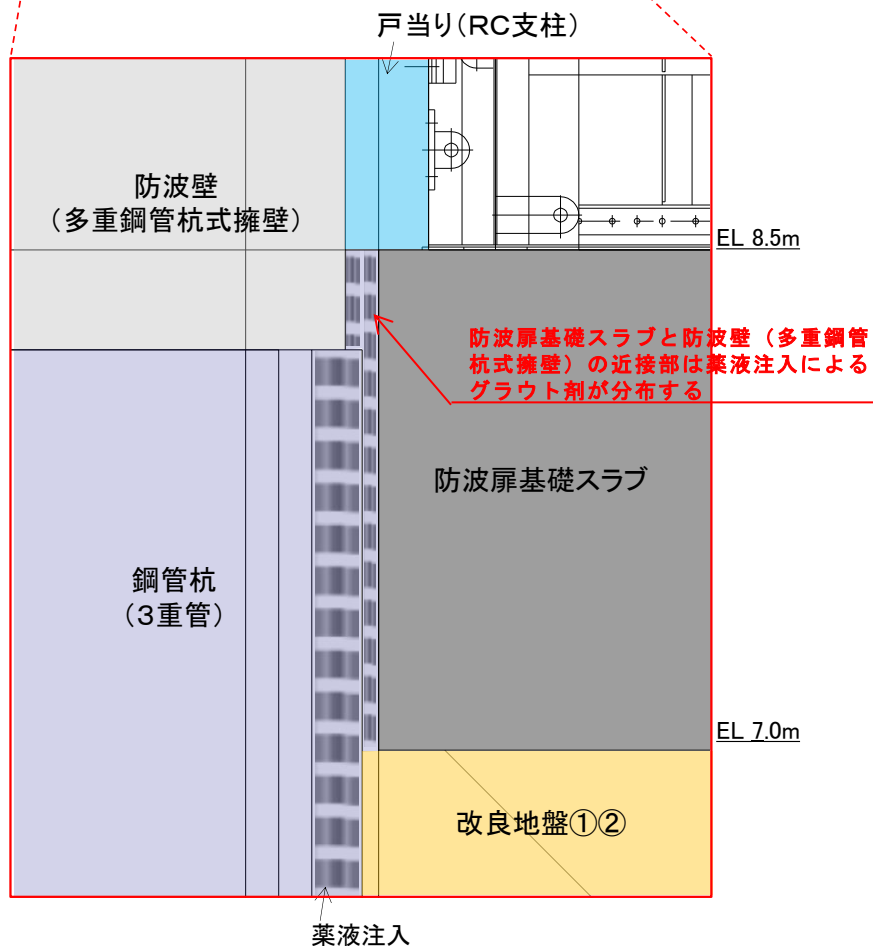 戸当り(RC支柱)
防波壁
(多重鋼管杭式擁壁)
EL 8.5m
防波扉基礎スラブと防波壁(多重鋼管
杭式擁壁)の近接部は薬液注入による
グラウト剤が分布する
防波扉基礎スラブ
鋼管杭
(3重管)
EL 7.0m
改良地盤①②
薬液注入